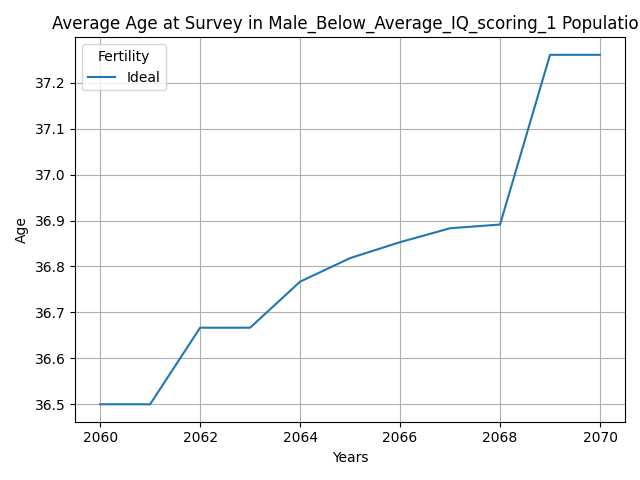 Average Age at Survey in Male_Below_Average_IQ_scoring_1 Populatio
Fertility
Ideal
37.2
37.1
37.0
36.9
36.8
36.7
36.6
36.5
Age
2060 2062 2064 2066 2068 2070
Years